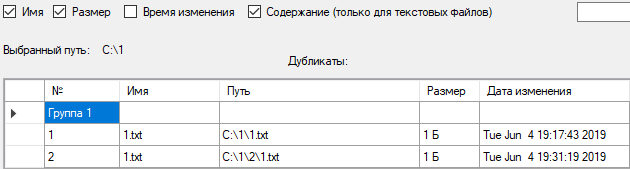 Имя Размер Время изменения Содержание (только для текстовых файлов)
Выбранный путь: C:\1
Дубликаты:
№ Имя Путь Размер Дата изменения
Группа 1
1 1.txt C:\1\1.txt 1 Б Tue Jun 4 19:17:43 2019
2 1.txt C:\1\2\1.txt 1 Б Tue Jun 4 19:31:19 2019